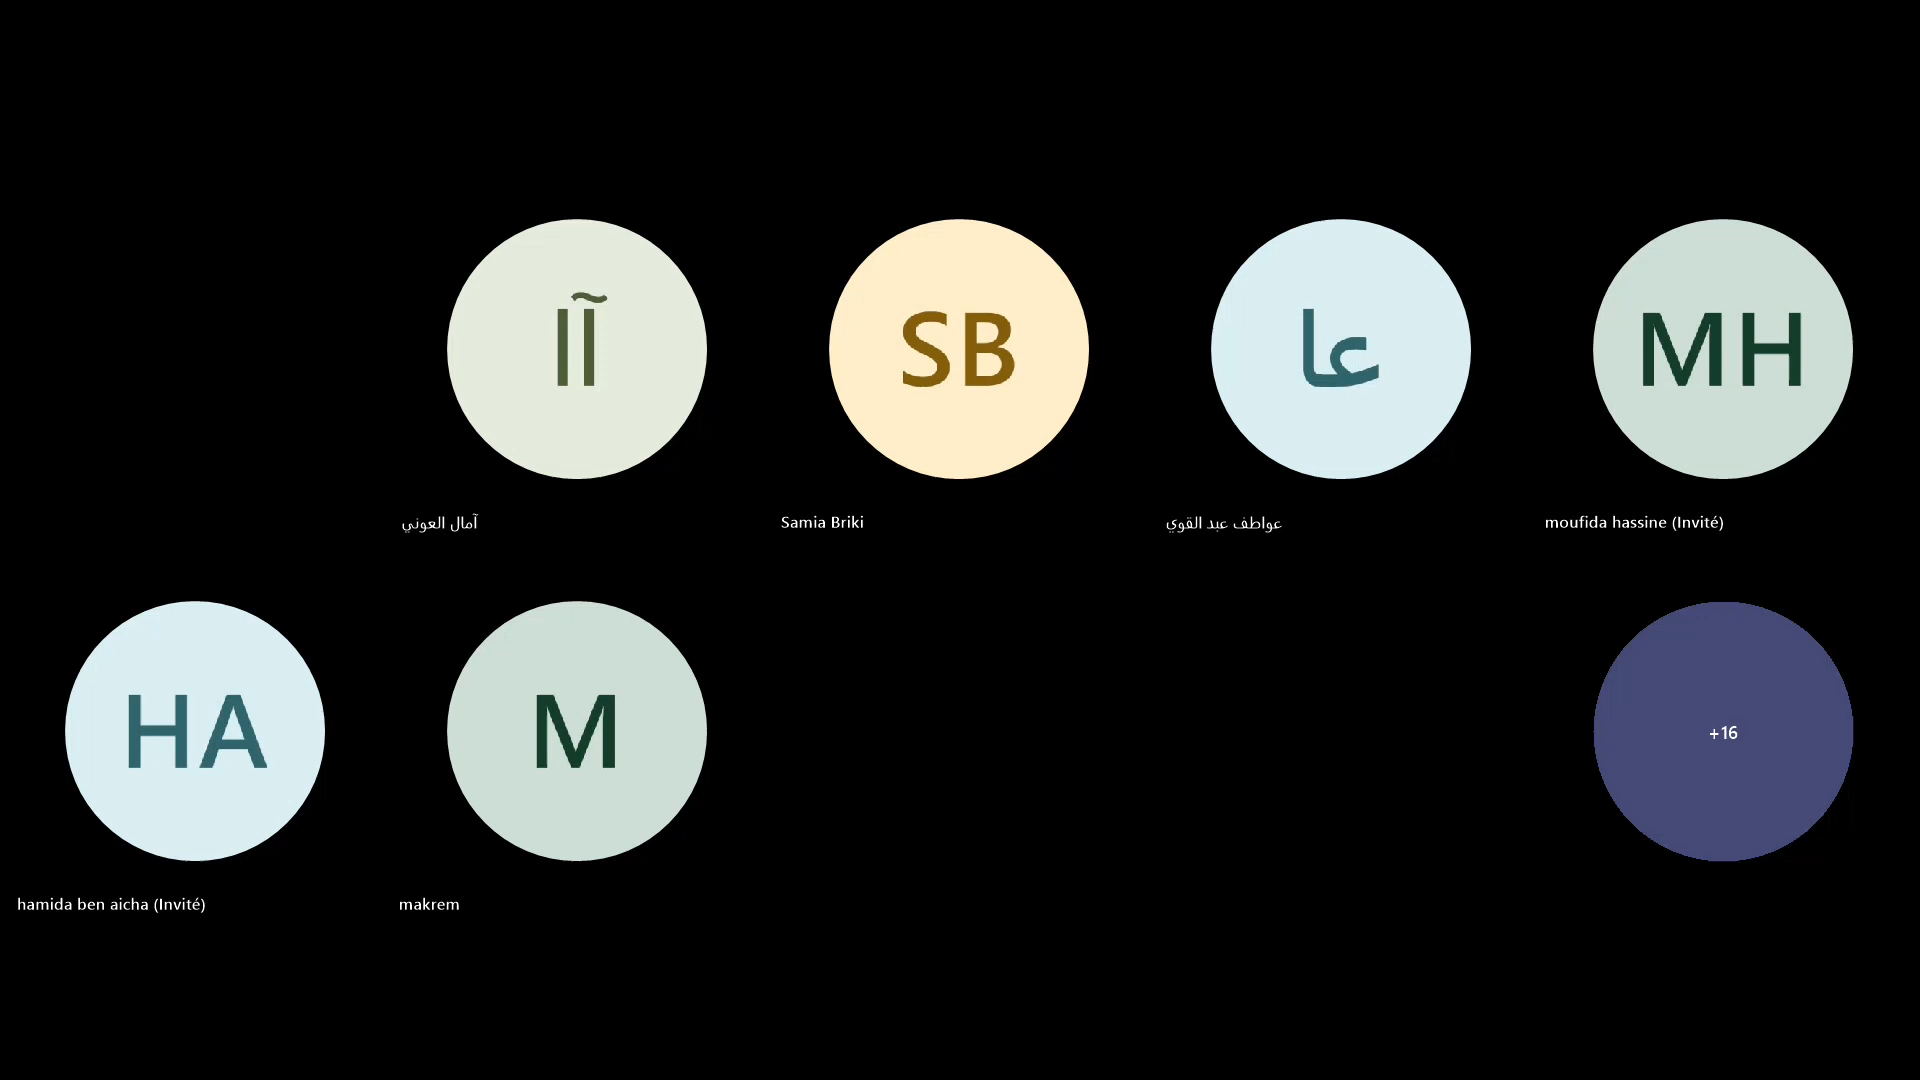 آا
SB
عا
MH
آمال العوني
Samia Briki
عواطف عبد القوي
moufida hassine (Invité)
HA
M
+16
hamida ben aicha (Invité)
makrem